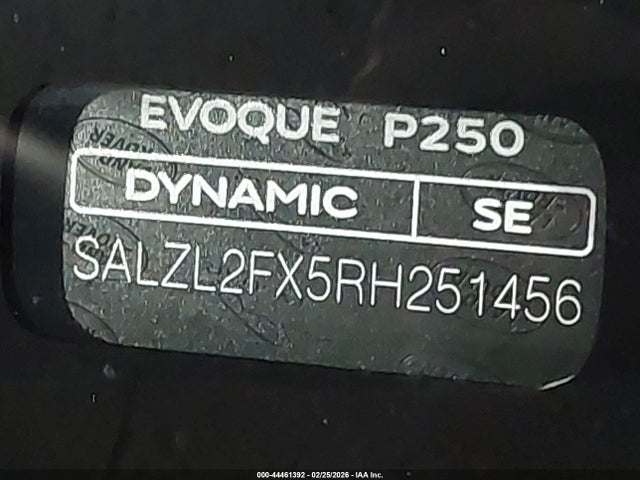 EVOQUE P250
DYNAMIC SE
SALZL2FX5RH251456
000-44461392 - 02/25/2026 - IAA Inc.